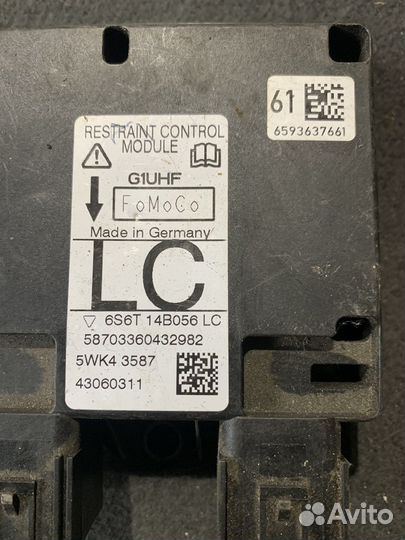 61
6593637661
RESTRAINT CONTROL
MODULE
G1UHF
FoMoCo
Made in Germany
LC
6S6T 14B056 LC
58703360432982
5WK4 3587
43060311
Avito